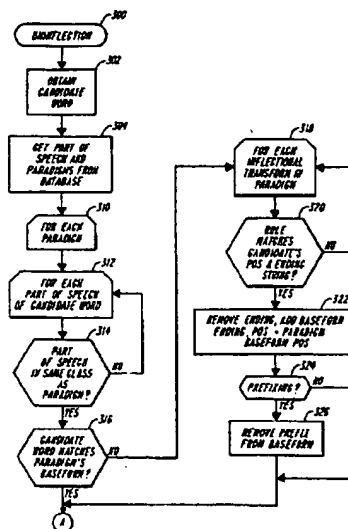 300
UNINFLECTION
302
OBTAIN
CANDIDATE
WORD
304
GET PART OF
SPEECH AND
PARADIGMS FROM
DATABASE
310
FOR EACH
PARADIGM
312
FOR EACH
PART OF SPEECH
OF CANDIDATE WORD
314
PART
OF SPEECH
IN SAME CLASS
AS
PARADIGM?
NO
YES
316
CANDIDATE
WORD MATCHES
PARADIGM'S
BASEFORM?
NO
YES
A
318
FOR EACH
INFLECTIONAL
TRANSFORM IN
PARADIGM
320
RULE
MATCHES
CANDIDATE'S
POS & ENDING
STRING?
NO
YES
322
REMOVE ENDING, ADD BASEFORM
ENDING, POS = PARADIGM
BASEFORM POS
324
PREFIXING?
NO
YES
326
REMOVE PREFIX
FROM BASEFORM